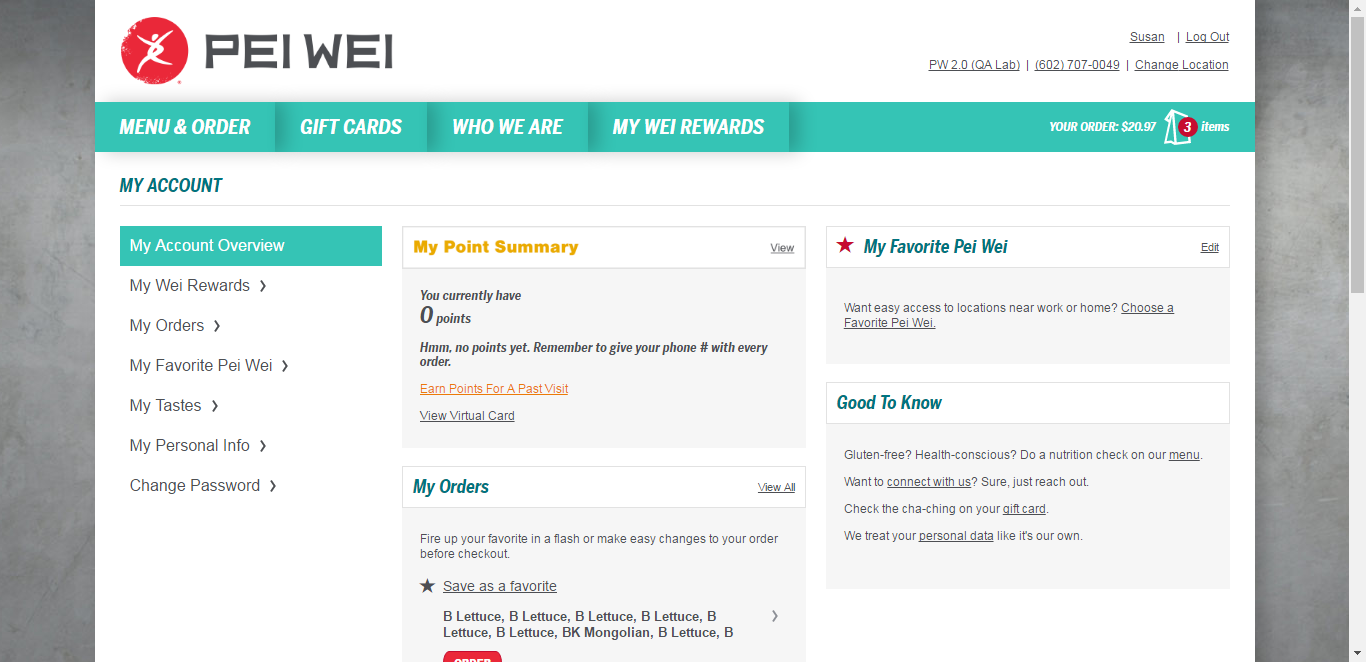 PEI WEI
Susan | Log Out
PW 2.0 (QA Lab) | (602) 707-0049 | Change Location
MENU & ORDER
GIFT CARDS
WHO WE ARE
MY WEI REWARDS
YOUR ORDER: $20.97 3 items
MY ACCOUNT
My Account Overview
My Wei Rewards
My Orders
My Favorite Pei Wei
My Tastes
My Personal Info
Change Password
My Point Summary
View
You currently have
0 points
Hmm, no points yet. Remember to give your phone # with every
order.
Earn Points For A Past Visit
View Virtual Card
My Orders
View All
Fire up your favorite in a flash or make easy changes to your order
before checkout.
Save as a favorite
B Lettuce, B Lettuce, B Lettuce, B Lettuce, B
Lettuce, B Lettuce, BK Mongolian, B Lettuce, B
ORDER
My Favorite Pei Wei
Edit
Want easy access to locations near work or home? Choose a
Favorite Pei Wei.
Good To Know
Gluten-free? Health-conscious? Do a nutrition check on our menu.
Want to connect with us? Sure, just reach out.
Check the cha-ching on your gift card.
We treat your personal data like it's our own.